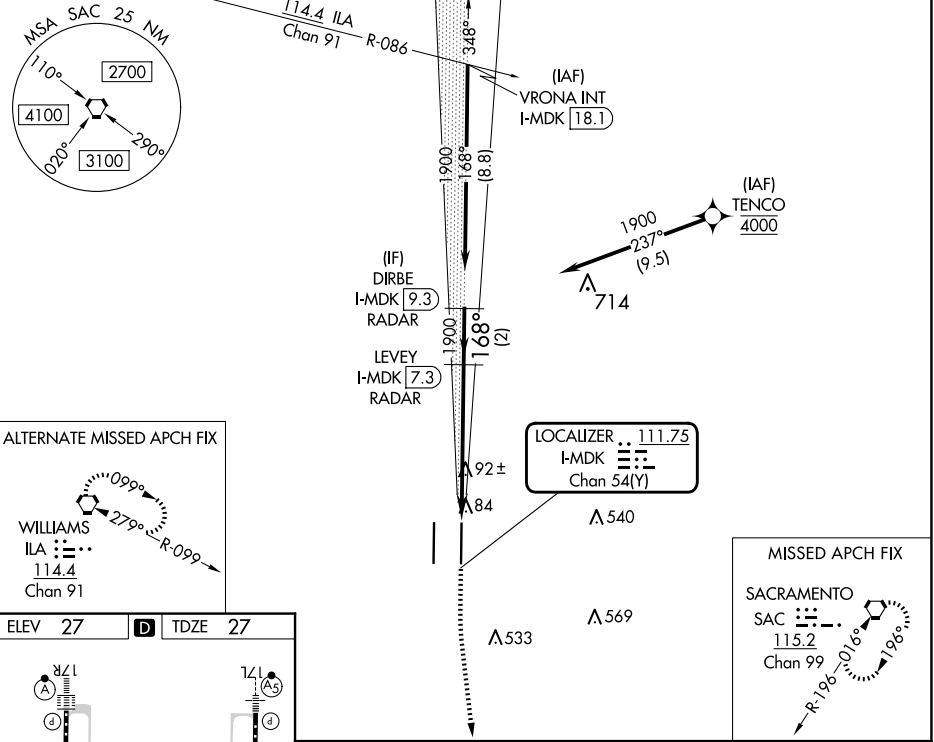 MSA SAC 25 NM
110°
2700
4100
020°
3100
290°
114.4 ILA
Chan 91
R-086
348°
(IAF)
VRONA INT
I-MDK 18.1
1900
168°
(8.8)
(IAF)
TENCO
4000
1900
237°
(9.5)
714
(IF)
DIRBE
I-MDK 9.3
RADAR
1900
168°
(2)
LEVEY
I-MDK 7.3
RADAR
LOCALIZER 111.75
I-MDK
Chan 54(Y)
92 ±
84
540
569
533
ALTERNATE MISSED APCH FIX
099°
279°
R-099
WILLIAMS
ILA
114.4
Chan 91
MISSED APCH FIX
SACRAMENTO
SAC
115.2
Chan 99
016°
196°
R-196
ELEV 27
D
TDZE 27
17R
A
P
17L
A5
P